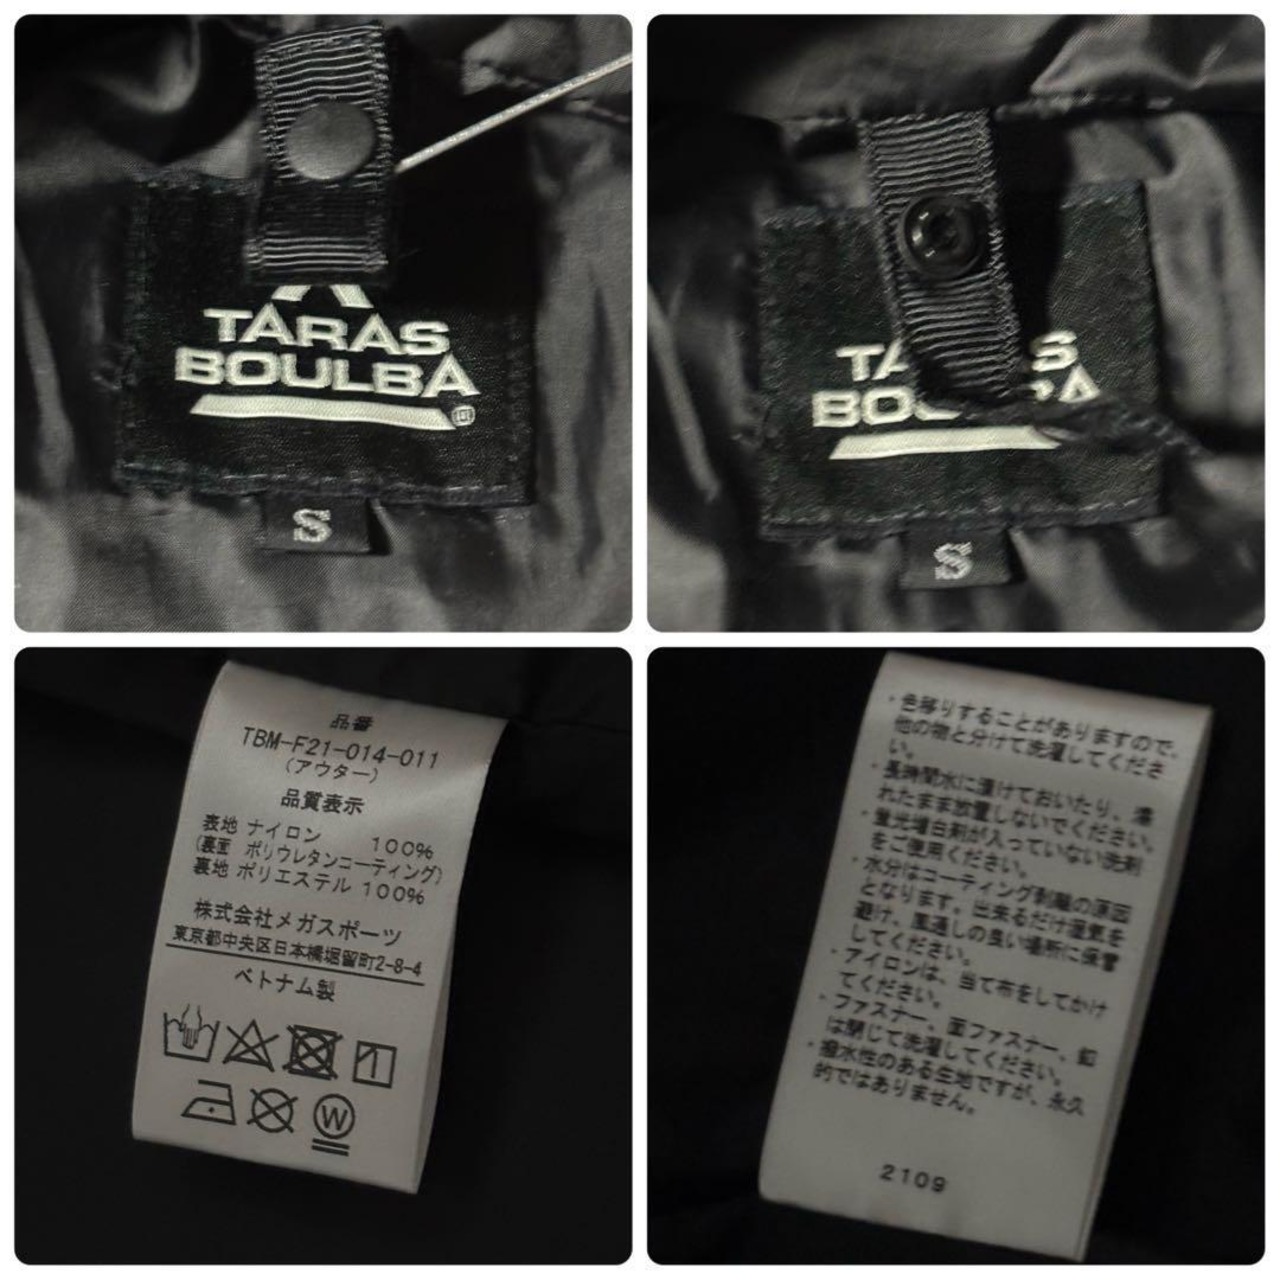 TARAS
BOULBA
S
TA S
BO BA
S
品番
TBM-F21-014-011
(アウター)
品質表示
表地 ナイロン 100%
(裏面 ポリウレタンコーティング)
裏地 ポリエステル 100%
株式会社メガスポーツ
東京都中央区日本橋堀留町2-8-4
ベトナム製
W
・色移りすることがありますので、
他の物と分けて洗濯してくださ
い。
・長時間水に漬けておいたり、濡
れたまま放置しないでください。
・蛍光増白剤が入っていない洗剤
をご使用ください。
・水分はコーティング剥離の原因
となります。出来るだけ湿気を
避け、風通しの良い場所に保管
してください。
・アイロンは、当て布をしてかけ
てください。
・ファスナー、面ファスナー、釦
は閉じて洗濯してください。
・撥水性のある生地ですが、永久
的ではありません。
2109